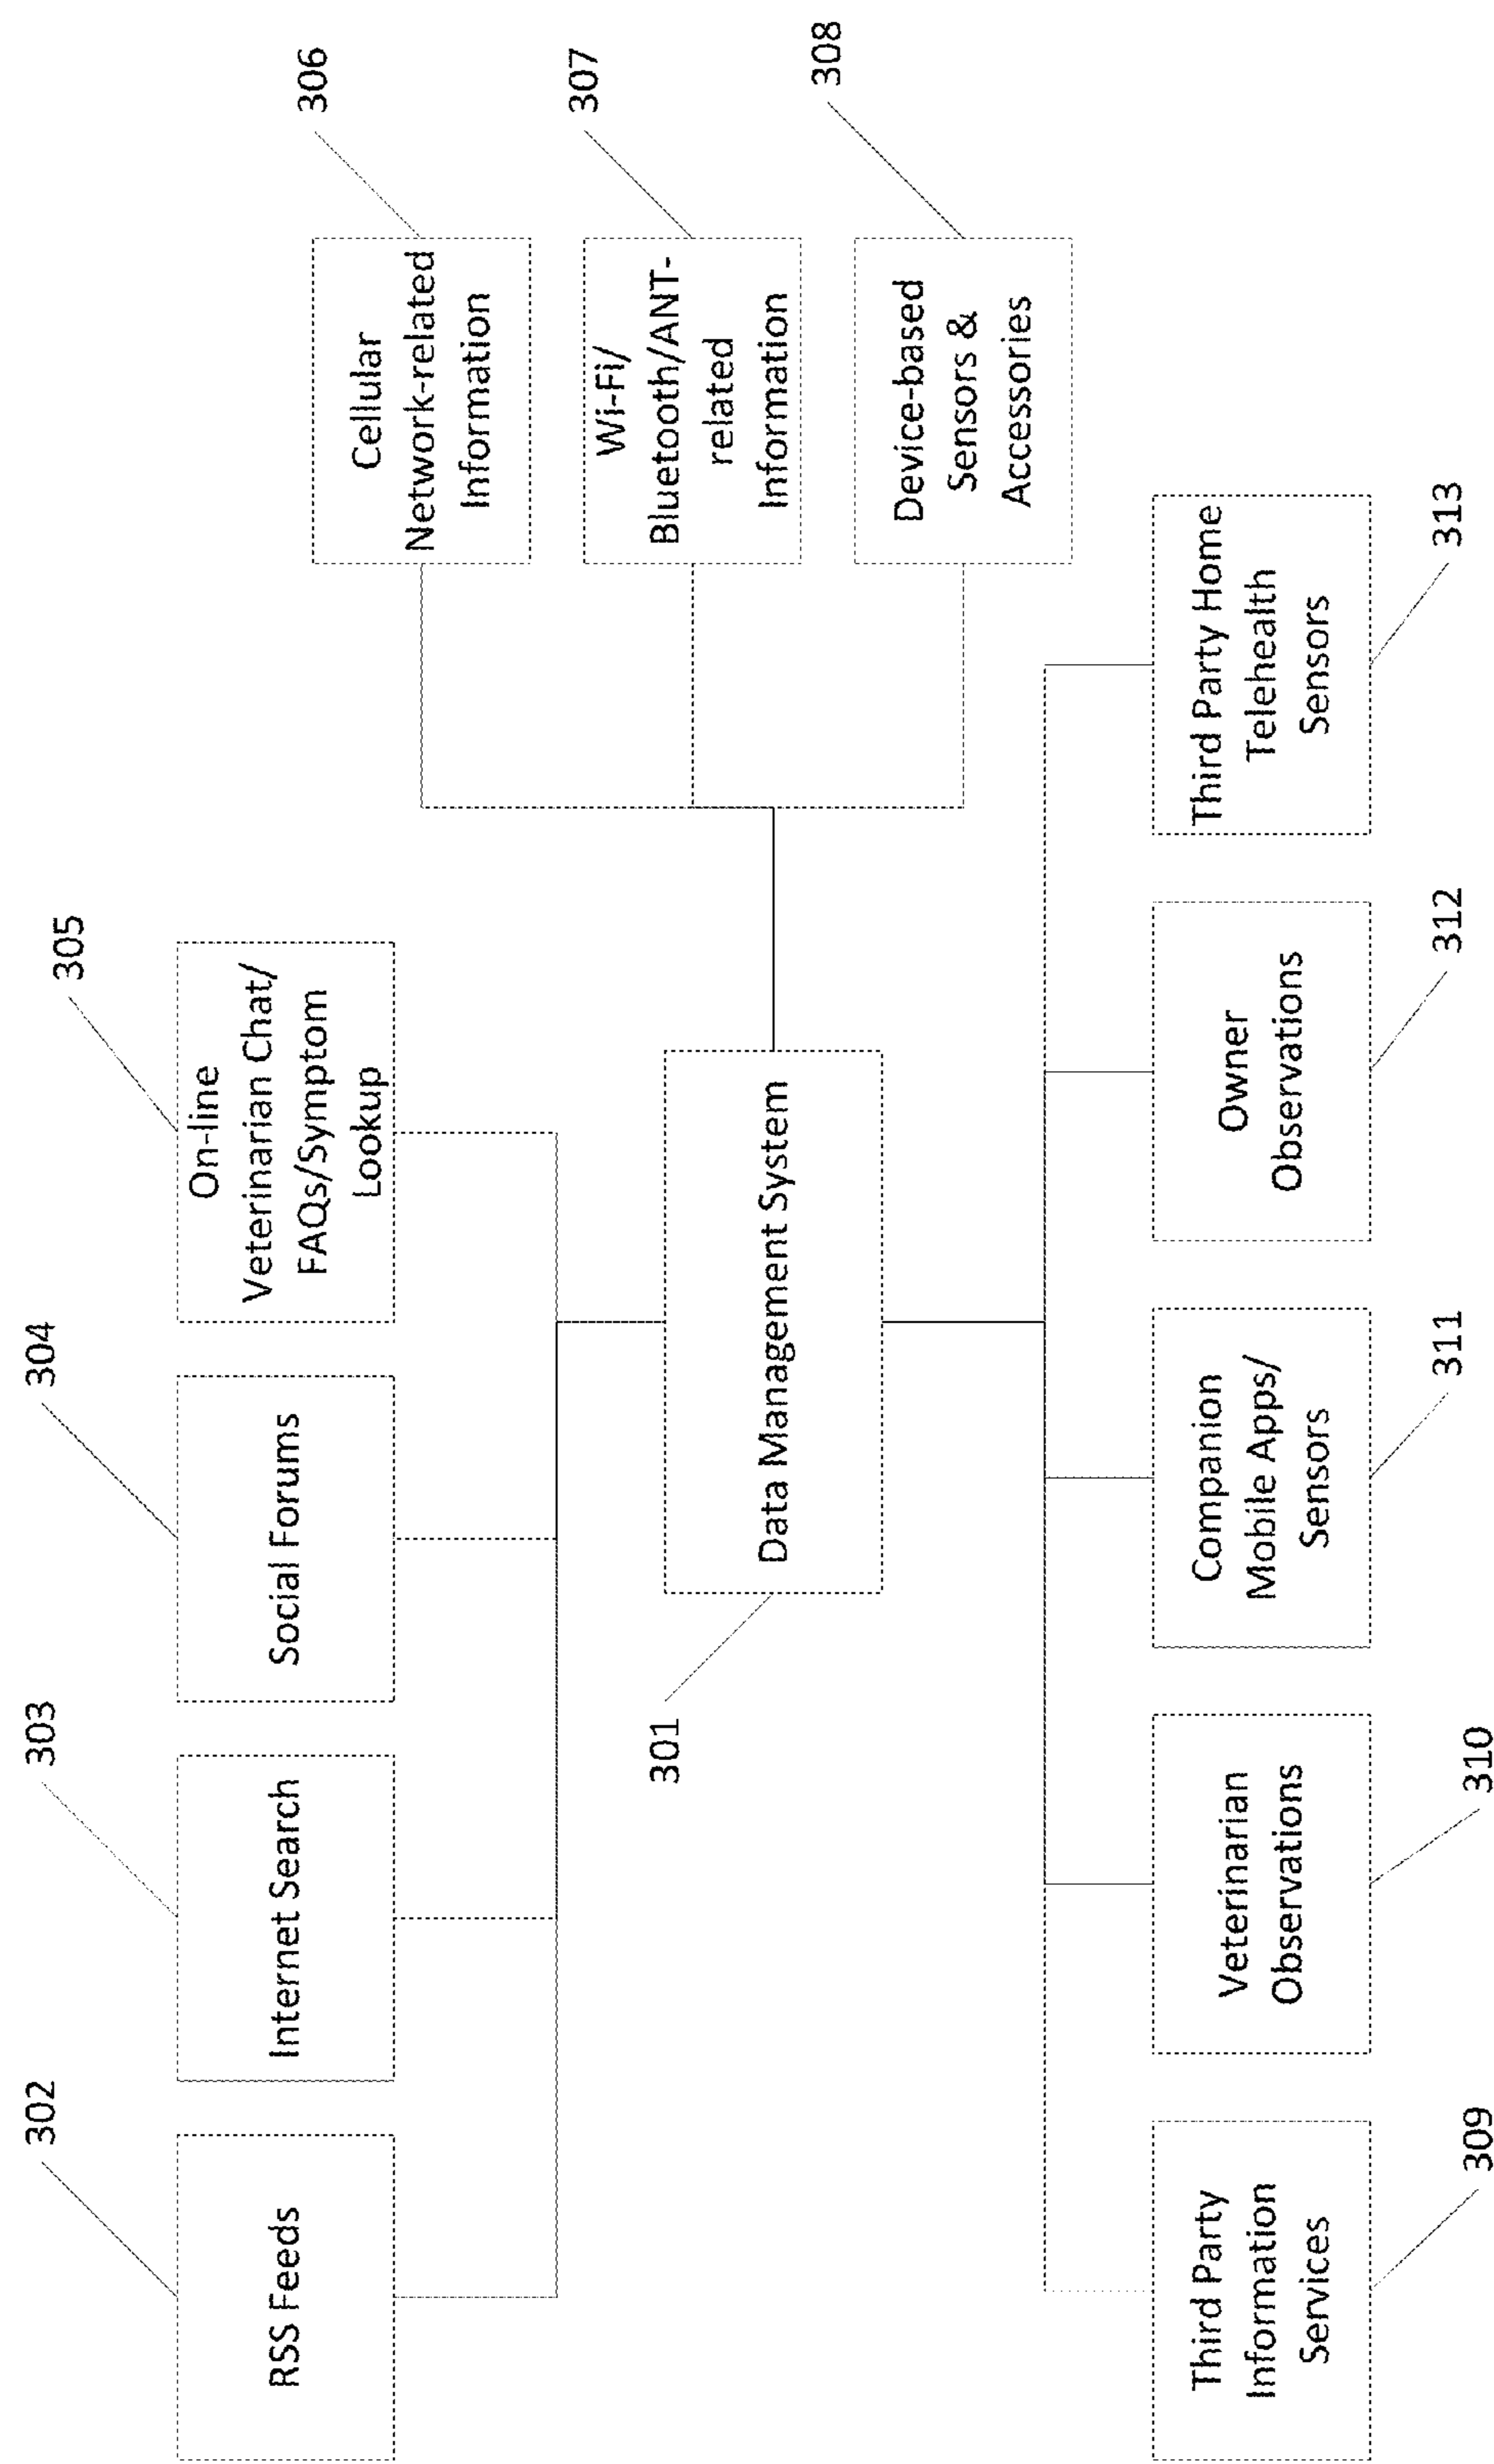 302
303
304
305
RSS Feeds
Internet Search
Social Forums
On-line
Veterinarian Chat/
FAQs/Symptom
Lookup
306
Cellular
Network-related
Information
307
Wi-Fi/
Bluetooth/ANT-
related
Information
308
Device-based
Sensors &
Accessories
301
Data Management System
Third Party
Information
Services
Veterinarian
Observations
Companion
Mobile Apps/
Sensors
Owner
Observations
Third Party Home
Telehealth
Sensors
309
310
311
312
313